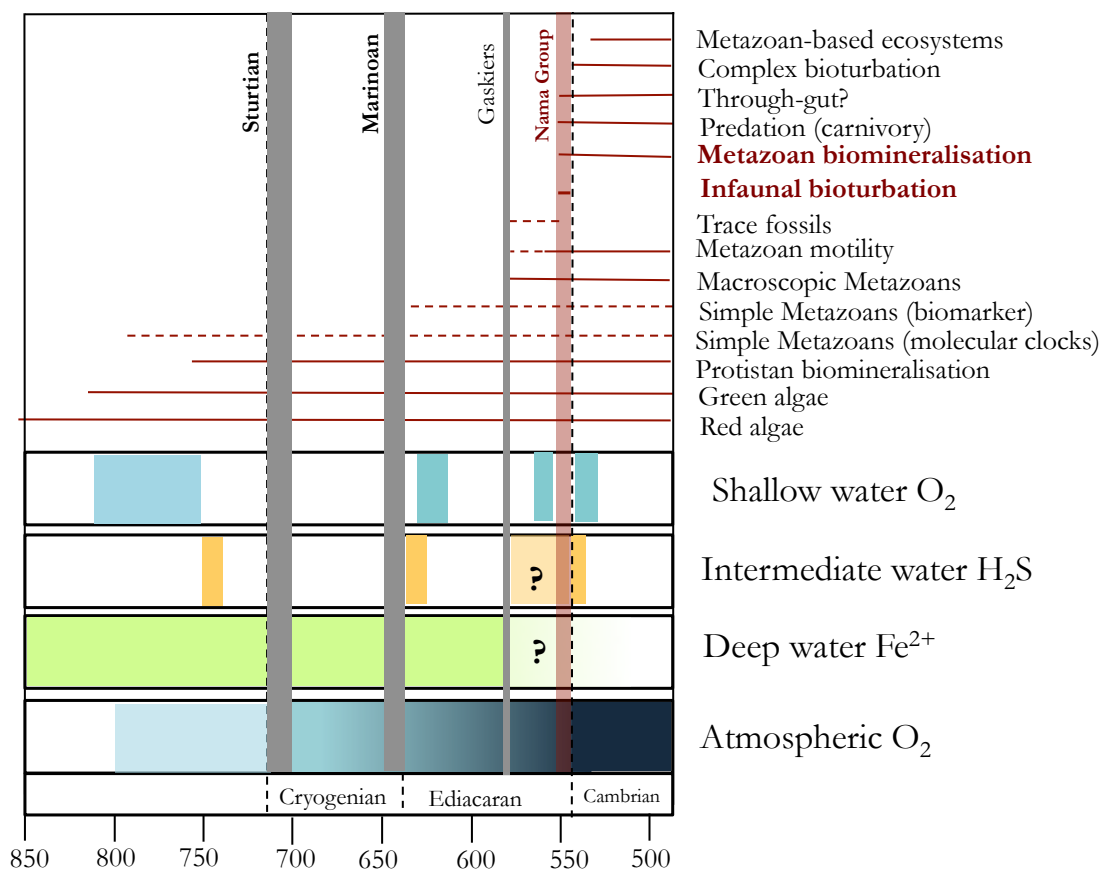 Sturtian
Marinoan
Gaskiers
Nama Group
Metazoan-based ecosystems
Complex bioturbation
Through-gut?
Predation (carnivory)
Metazoan biomineralisation
Infaunal bioturbation
Trace fossils
Metazoan motility
Macroscopic Metazoans
Simple Metazoans (biomarker)
Simple Metazoans (molecular clocks)
Protistan biomineralisation
Green algae
Red algae
Shallow water O₂
? Intermediate water H₂S
? Deep water Fe²⁺
Atmospheric O₂
Cryogenian Ediacaran Cambrian
850 800 750 700 650 600 550 500